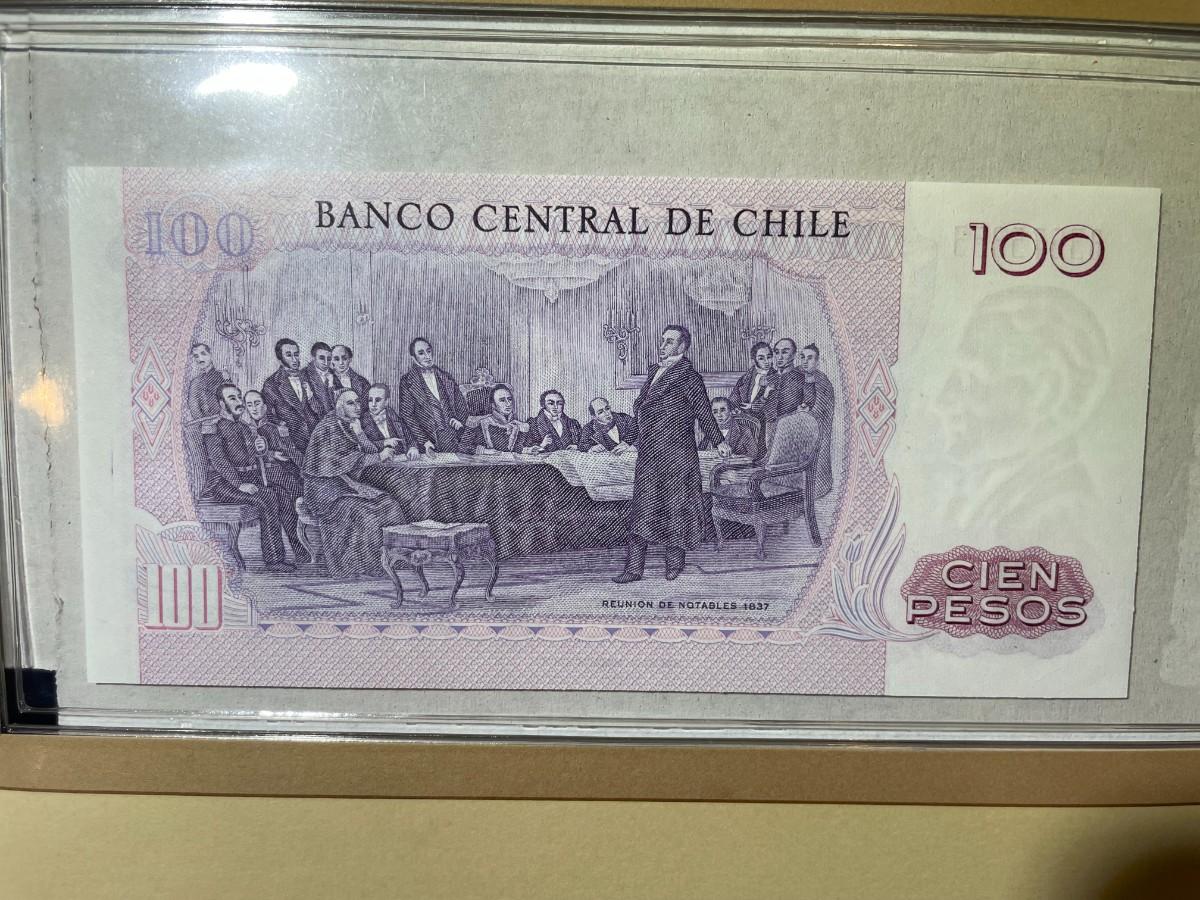 100
BANCO CENTRAL DE CHILE
100
REUNION DE NOTABLES 1837
100
CIEN
PESOS